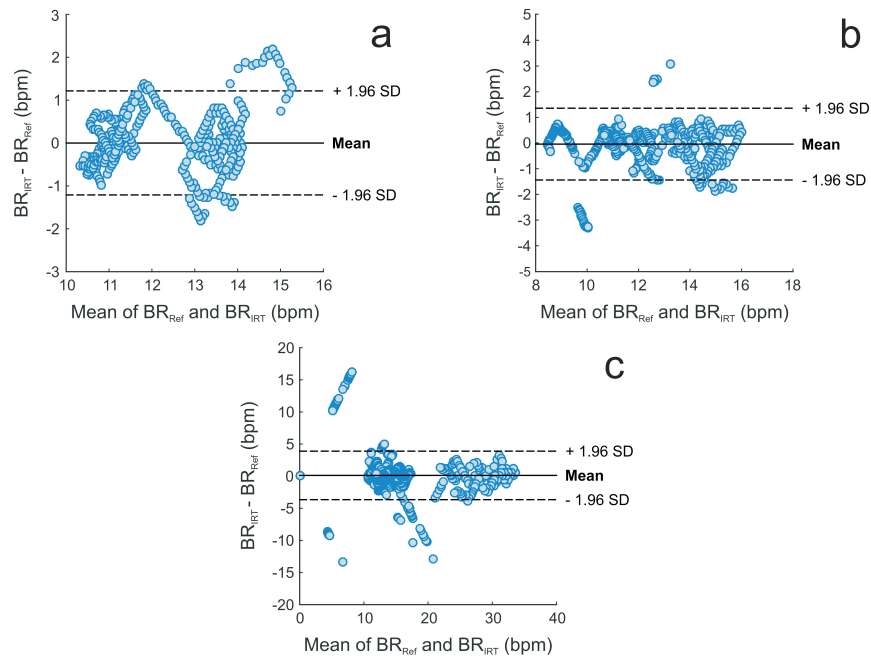 a
3
2
1
0
-1
-2
-3
BR_IRT - BR_Ref (bpm)
+ 1.96 SD
Mean
- 1.96 SD
10 11 12 13 14 15 16
Mean of BR_Ref and BR_IRT (bpm)
b
5
4
3
2
1
0
-1
-2
-3
-4
-5
BR_IRT - BR_Ref (bpm)
+ 1.96 SD
Mean
- 1.96 SD
8 10 12 14 16 18
Mean of BR_Ref and BR_IRT (bpm)
c
20
15
10
5
0
-5
-10
-15
-20
BR_IRT - BR_Ref (bpm)
+ 1.96 SD
Mean
- 1.96 SD
0 10 20 30 40
Mean of BR_Ref and BR_IRT (bpm)